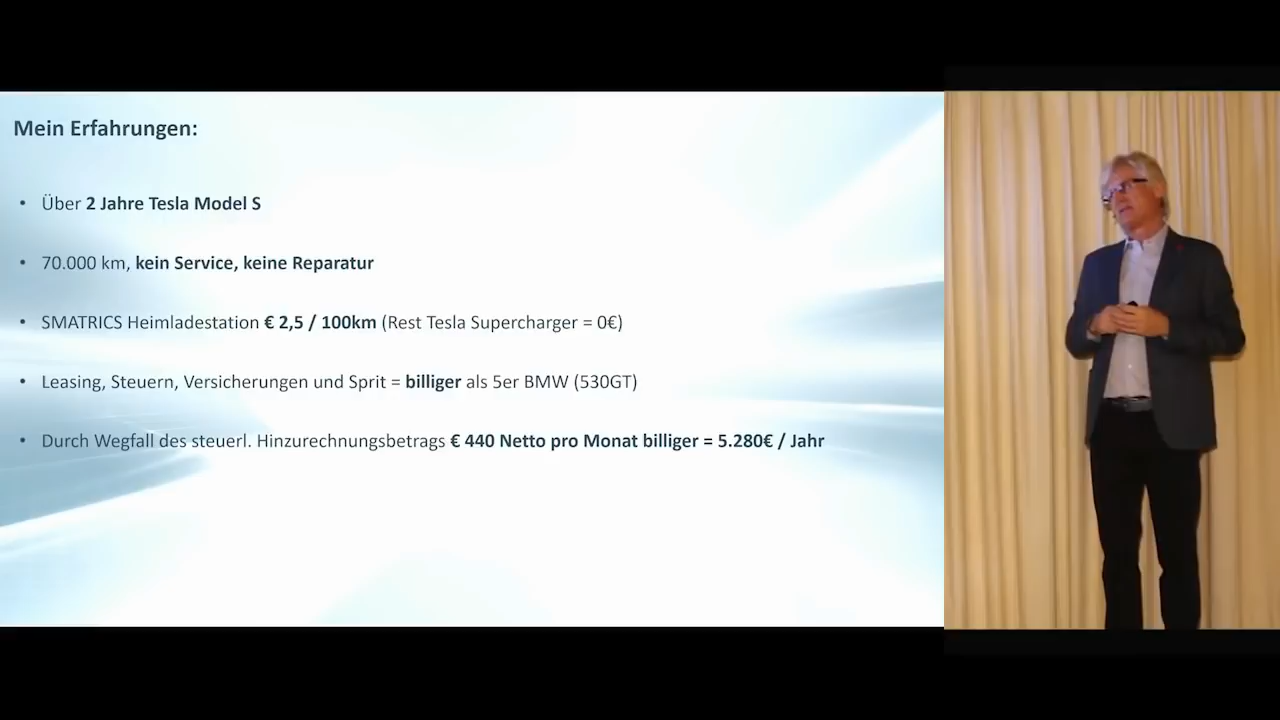 Mein Erfahrungen:
• Über 2 Jahre Tesla Model S
• 70.000 km, kein Service, keine Reparatur
• SMATRICS Heimladestation € 2,5 / 100km (Rest Tesla Supercharger = 0€)
• Leasing, Steuern, Versicherungen und Sprit = billiger als 5er BMW (530GT)
• Durch Wegfall des steuerl. Hinzurechnungsbetrags € 440 Netto pro Monat billiger = 5.280€ / Jahr